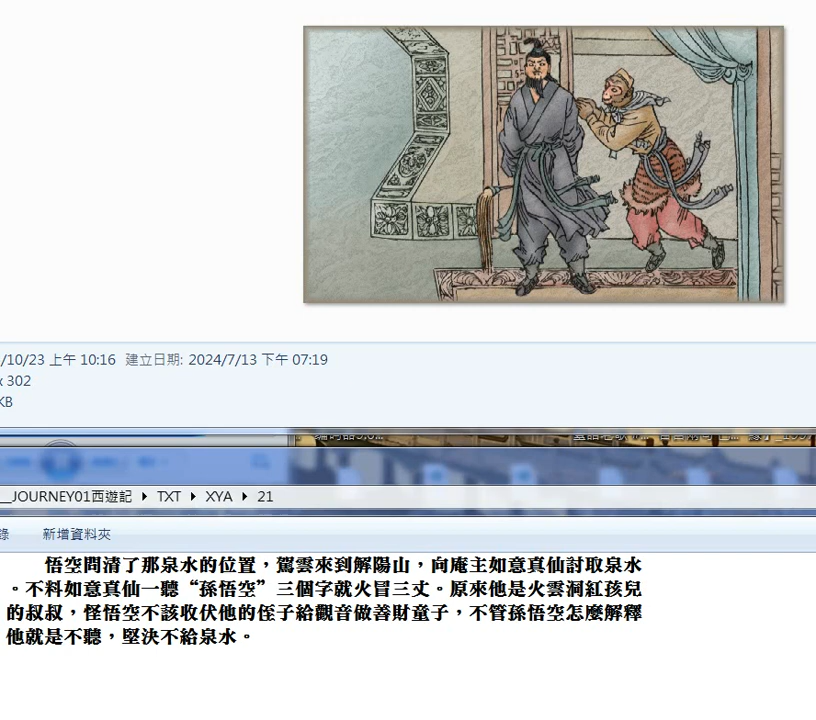 /10/23 上午 10:16 建立日期: 2024/7/13 下午 07:19
x 302
KB
_JOURNEY01西遊記 ▸ TXT ▸ XYA ▸ 21
新增資料夾
悟空問清了那泉水的位置，駕雲來到解陽山，向庵主如意真仙討取泉水
。不料如意真仙一聽“孫悟空”三個字就火冒三丈。原來他是火雲洞紅孩兒
的叔叔，怪悟空不該收伏他的侄子給觀音做善財童子，不管孫悟空怎麼解釋
他就是不聽，堅決不給泉水。